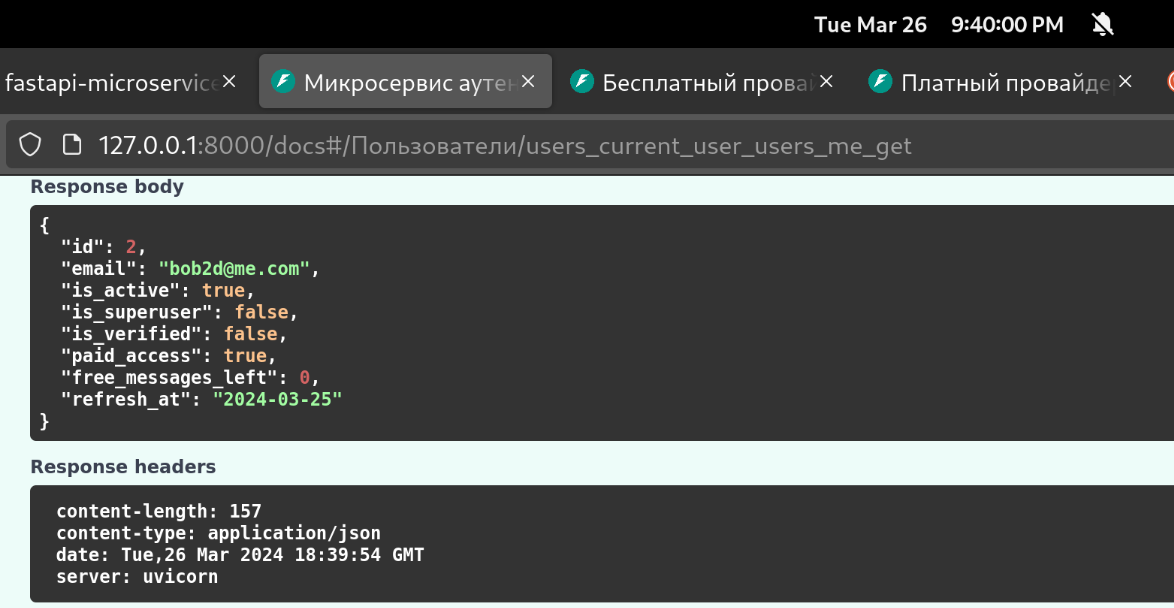 Tue Mar 26 9:40:00 PM
fastapi-microservice Микросервис аутен Бесплатный провай Платный провайдер
127.0.0.1:8000/docs#/Пользователи/users_current_user_users_me_get
Response body
{
"id": 2,
"email": "bob2d@me.com",
"is_active": true,
"is_superuser": false,
"is_verified": false,
"paid_access": true,
"free_messages_left": 0,
"refresh_at": "2024-03-25"
}
Response headers
content-length: 157
content-type: application/json
date: Tue,26 Mar 2024 18:39:54 GMT
server: uvicorn